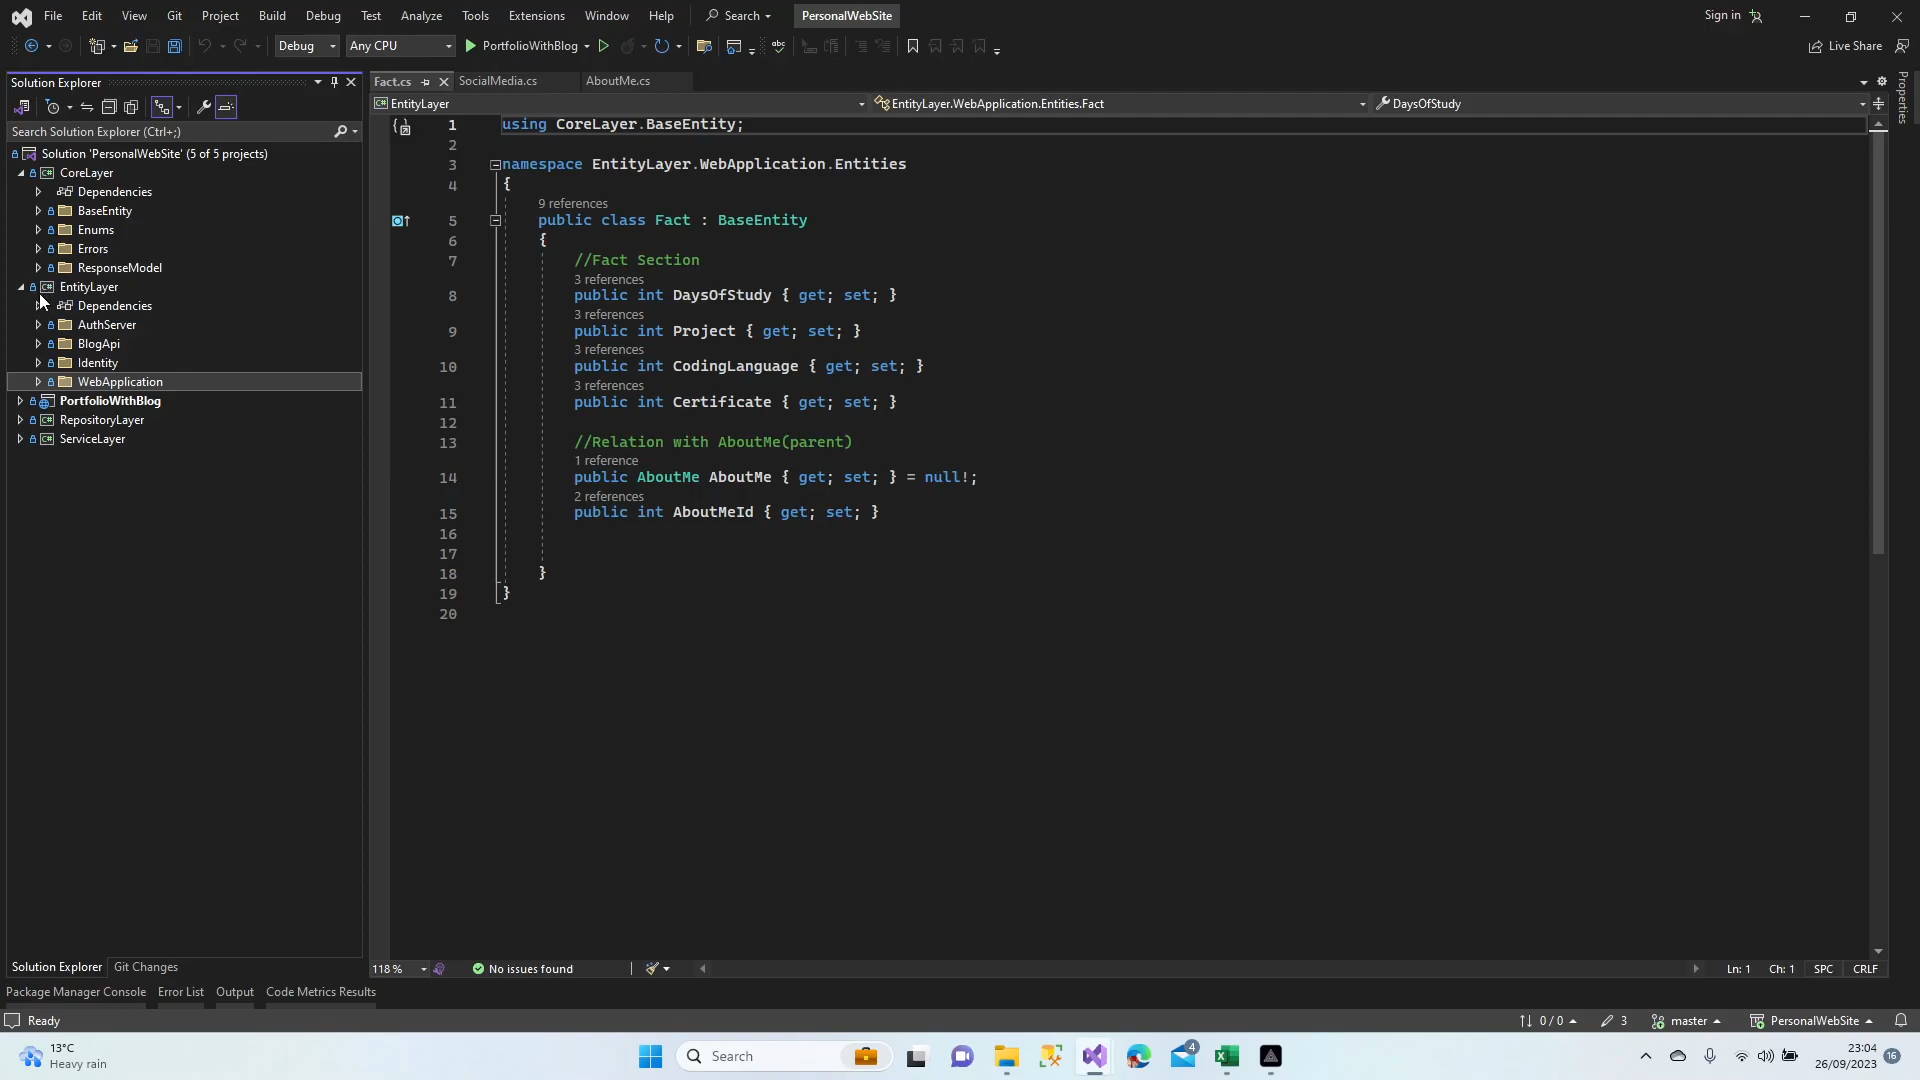 File Edit View Git Project Build Debug Test Analyze Tools Extensions Window Help Search PersonalWebSite Sign in
Debug Any CPU PortfolioWithBlog Live Share
Solution Explorer
Fact.cs SocialMedia.cs AboutMe.cs
Properties
EntityLayer EntityLayer.WebApplication.Entities.Fact DaysOfStudy
Search Solution Explorer (Ctrl+;)
Solution 'PersonalWebSite' (5 of 5 projects)
CoreLayer
Dependencies
BaseEntity
Enums
Errors
ResponseModel
EntityLayer
Dependencies
AuthServer
BlogApi
Identity
WebApplication
PortfolioWithBlog
RepositoryLayer
ServiceLayer
1 using CoreLayer.BaseEntity;
2
3 namespace EntityLayer.WebApplication.Entities
4 {
9 references
5 public class Fact : BaseEntity
6 {
7 //Fact Section
3 references
8 public int DaysOfStudy { get; set; }
3 references
9 public int Project { get; set; }
3 references
10 public int CodingLanguage { get; set; }
3 references
11 public int Certificate { get; set; }
12
13 //Relation with AboutMe(parent)
1 reference
14 public AboutMe AboutMe { get; set; } = null!;
2 references
15 public int AboutMeId { get; set; }
16
17
18 }
19 }
20
Solution Explorer Git Changes
118 % No issues found Ln: 1 Ch: 1 SPC CRLF
Package Manager Console Error List Output Code Metrics Results
Ready 0 / 0 3 master PersonalWebSite
13°C
Heavy rain
Search
4
23:04
26/09/2023
16